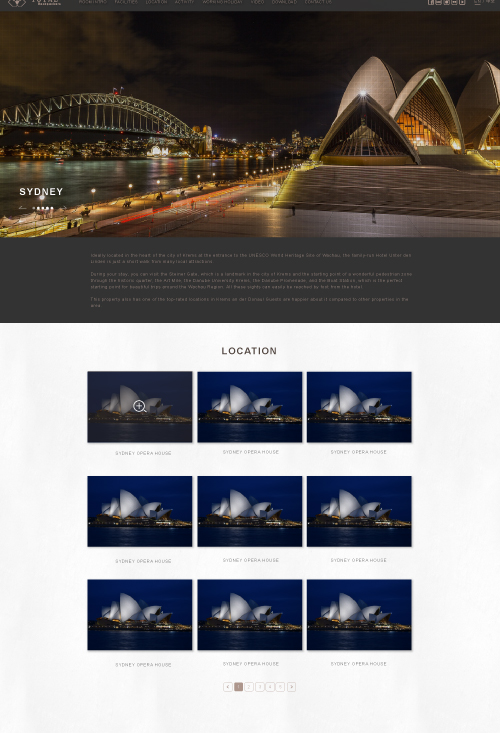 TOTAL
FACILITIES LOCATION ACTIVITY WORKING HOLIDAY VIDEO DOWNLOAD CONTACT US
SYDNEY
ideally located in the heart of the city of Krems at the entrance to the UNESCO World Heritage Site of Wachau, the family-run Hotel Unter den
Linden is just a short walk from many local attractions.
During your stay, you can visit the Steiner Gate, which is a landmark in the city of Krems and the starting point of a wonderful pedestrian zone
through the historic quarter, the Art Mile, the Danube University Krems, the Danube Promenade, and the Boat Station, which is the perfect
starting point for beautiful trips around the Wachau Region. All these sights can easily be reached by foot from the hotel
This property also has one of the top-rated locations in Krems an der Donau! Guests are happier about it compared to other properties in the
area.
LOCATION
SYDNEY OPERA HOUSE SYDNEY OPERA HOUSE SYDNEY OPERA HOUSE
SYDNEY OPERA HOUSE SYDNEY OPERA HOUSE SYDNEY OPERA HOUSE
SYDNEY OPERA HOUSE SYDNEY OPERA HOUSE SYDNEY OPERA HOUSE
1 2 3 4 5